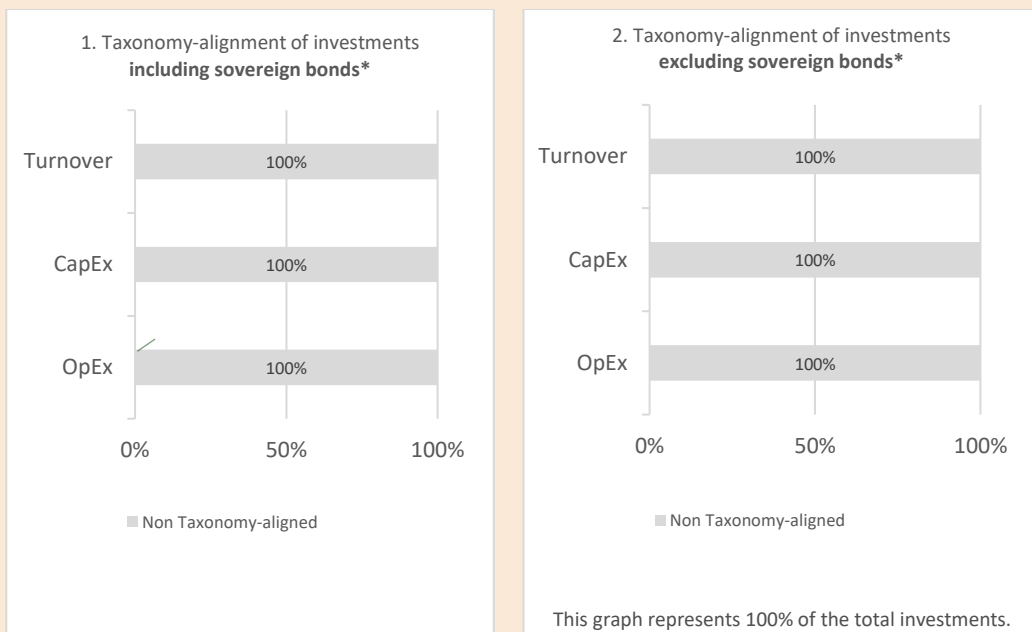 1. Taxonomy-alignment of investments
including sovereign bonds*
Turnover
100%
CapEx
100%
OpEx
100%
0%
50%
100%
Non Taxonomy-aligned
2. Taxonomy-alignment of investments
excluding sovereign bonds*
Turnover
100%
CapEx
100%
OpEx
100%
0%
50%
100%
Non Taxonomy-aligned
This graph represents 100% of the total investments.